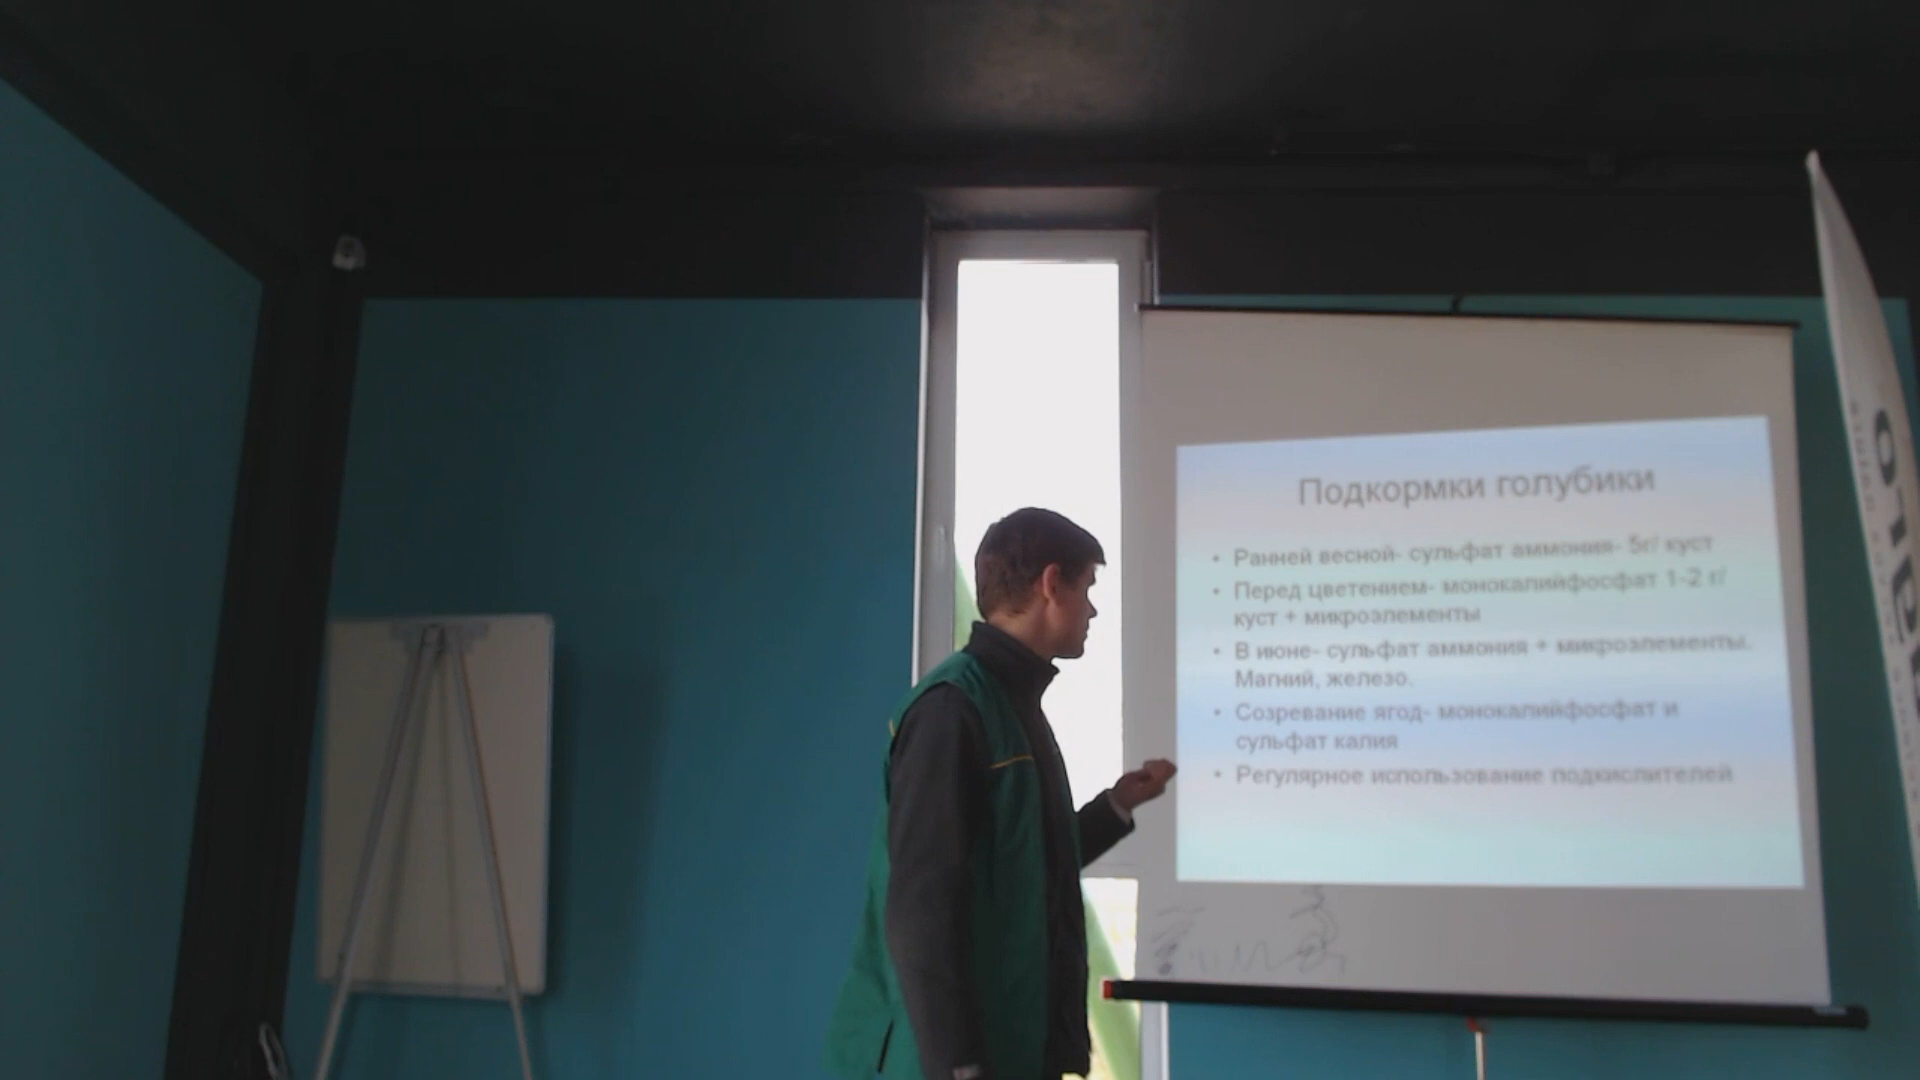 Подкормки голубики
• Ранней весной- сульфат аммония- 5г/ куст
• Перед цветением- монокалийфосфат 1-2 г/
куст + микроэлементы
• В июне- сульфат аммония + микроэлементы.
Магний, железо.
• Созревание ягод- монокалийфосфат и
сульфат калия
• Регулярное использование подкислителей